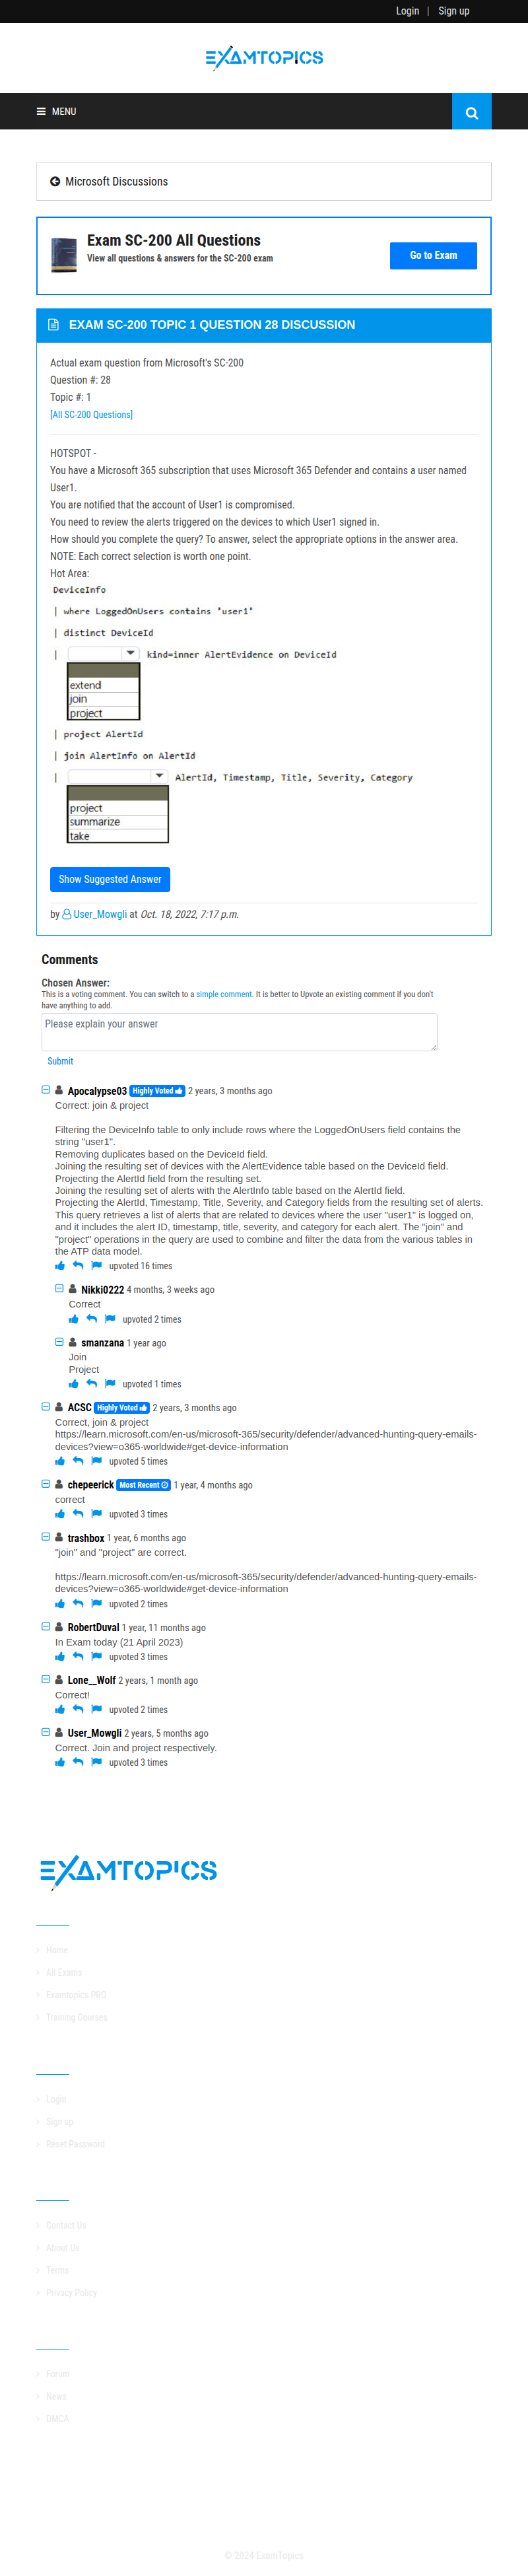 Login | Sign up
EXAMTOPICS
MENU
Microsoft Discussions
Exam SC-200 All Questions
View all questions & answers for the SC-200 exam
Go to Exam
EXAM SC-200 TOPIC 1 QUESTION 28 DISCUSSION
Actual exam question from Microsoft's SC-200
Question #: 28
Topic #: 1
[All SC-200 Questions]
HOTSPOT -
You have a Microsoft 365 subscription that uses Microsoft 365 Defender and contains a user named
User1.
You are notified that the account of User1 is compromised.
You need to review the alerts triggered on the devices to which User1 signed in.
How should you complete the query? To answer, select the appropriate options in the answer area.
NOTE: Each correct selection is worth one point.
Hot Area:
DeviceInfo
| where LoggedOnUsers contains 'user1'
| distinct DeviceId
| kind=inner AlertEvidence on DeviceId
extend
join
project
| project AlertId
| join AlertInfo on AlertId
| AlertId, Timestamp, Title, Severity, Category
project
summarize
take
Show Suggested Answer
by User_Mowgli at Oct. 18, 2022, 7:17 p.m.
Comments
Chosen Answer:
This is a voting comment. You can switch to a simple comment. It is better to Upvote an existing comment if you don't
have anything to add.
Please explain your answer
Submit
Apocalypse03 Highly Voted 2 years, 3 months ago
Correct: join & project
Filtering the DeviceInfo table to only include rows where the LoggedOnUsers field contains the
string "user1".
Removing duplicates based on the DeviceId field.
Joining the resulting set of devices with the AlertEvidence table based on the DeviceId field.
Projecting the AlertId field from the resulting set.
Joining the resulting set of alerts with the AlertInfo table based on the AlertId field.
Projecting the AlertId, Timestamp, Title, Severity, and Category fields from the resulting set of alerts.
This query retrieves a list of alerts that are related to devices where the user "user1" is logged on,
and it includes the alert ID, timestamp, title, severity, and category for each alert. The "join" and
"project" operations in the query are used to combine and filter the data from the various tables in
the ATP data model.
upvoted 16 times
Nikki0222 4 months, 3 weeks ago
Correct
upvoted 2 times
smanzana 1 year ago
Join
Project
upvoted 1 times
ACSC Highly Voted 2 years, 3 months ago
Correct, join & project
https://learn.microsoft.com/en-us/microsoft-365/security/defender/advanced-hunting-query-emails-
devices?view=o365-worldwide#get-device-information
upvoted 5 times
chepeerick Most Recent 1 year, 4 months ago
correct
upvoted 3 times
trashbox 1 year, 6 months ago
"join" and "project" are correct.
https://learn.microsoft.com/en-us/microsoft-365/security/defender/advanced-hunting-query-emails-
devices?view=o365-worldwide#get-device-information
upvoted 2 times
RobertDuval 1 year, 11 months ago
In Exam today (21 April 2023)
upvoted 3 times
Lone__Wolf 2 years, 1 month ago
Correct!
upvoted 2 times
User_Mowgli 2 years, 5 months ago
Correct. Join and project respectively.
upvoted 3 times
EXAMTOPICS
Home
All Exams
Examtopics PRO
Training Courses
Login
Sign up
Reset Password
Contact Us
About Us
Terms
Privacy Policy
Forum
News
DMCA
© 2024 ExamTopics